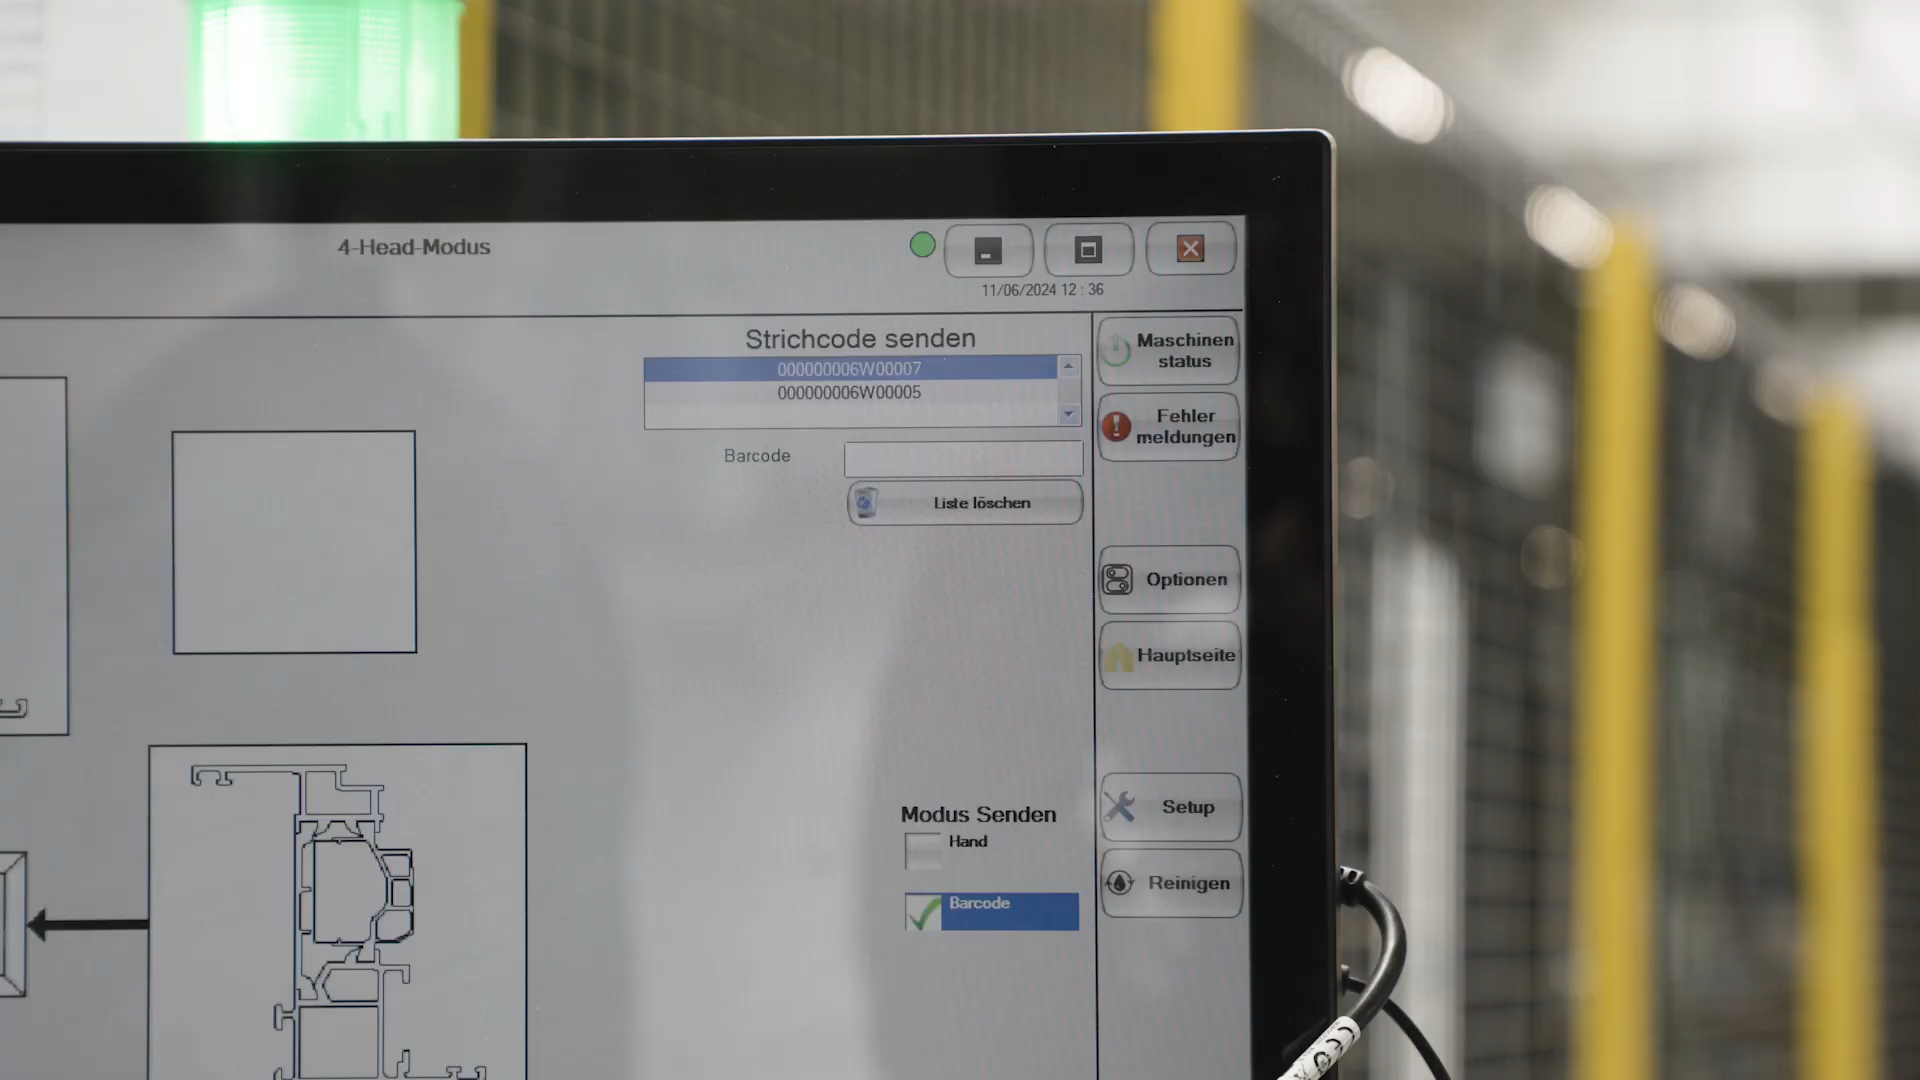 4-Head-Modus
11/06/2024 12 : 36
Strichcode senden
000000006W00007
000000006W00005
Barcode
Liste löschen
Maschinen
status
Fehler
meldungen
Optionen
Hauptseite
Modus Senden
Hand
Barcode
Setup
Reinigen